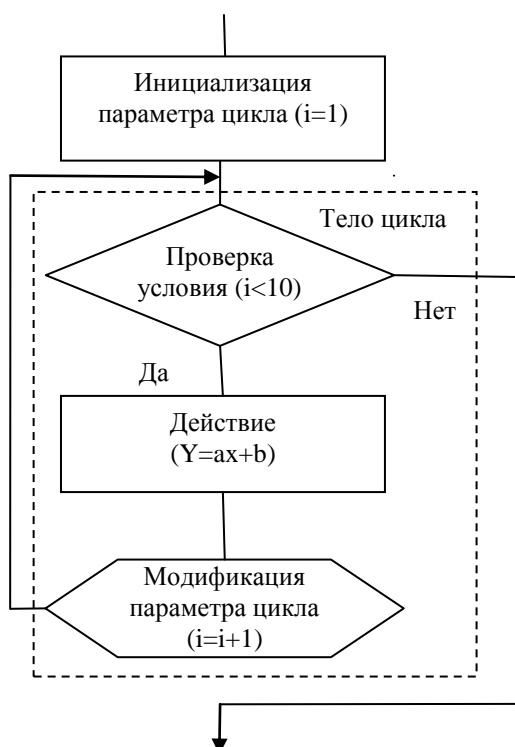 Инициализация
параметра цикла (i=1)
Тело цикла
Проверка
условия (i<10)
Нет
Да
Действие
(Y=ax+b)
Модификация
параметра цикла
(i=i+1)